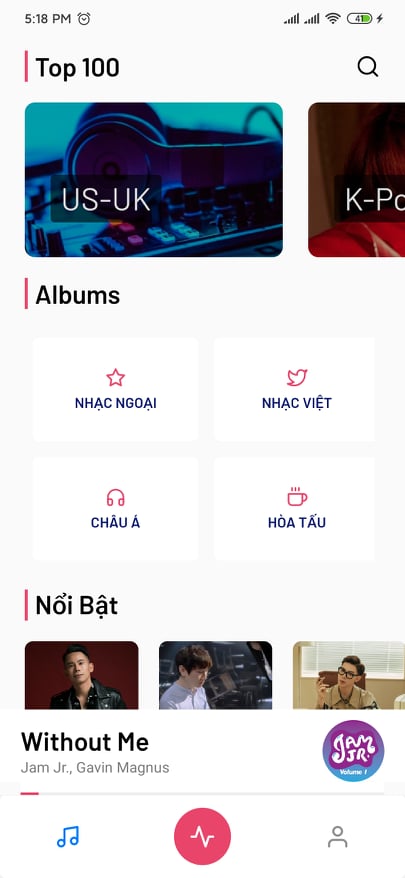 5:18 PM
41
Top 100
US-UK
K-Po
Albums
NHẠC NGOẠI
NHẠC VIỆT
CHÂU Á
HÒA TẤU
Nổi Bật
Without Me
Jam Jr., Gavin Magnus
JAM
JR.
Volume 1